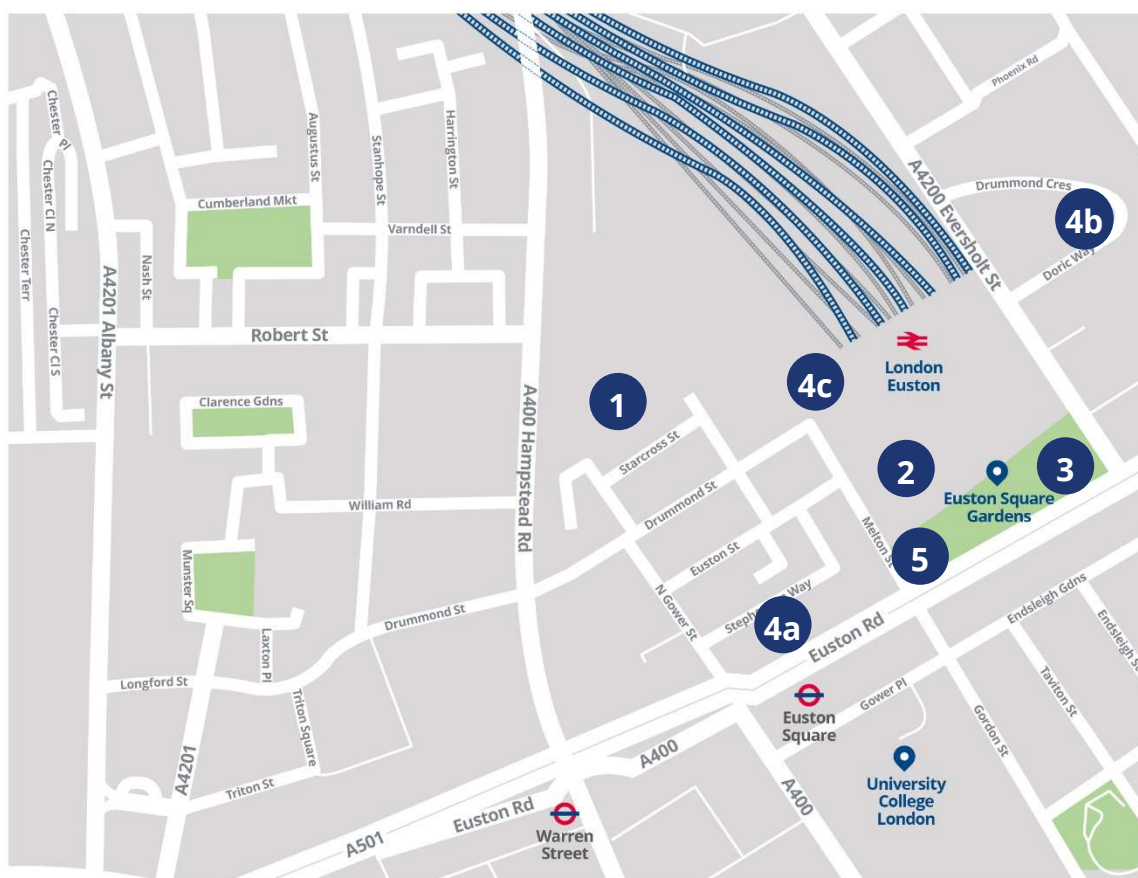 Phoenix Rd
Chester Pl
Augustus St
Stanhope St
Harrington St
A4200 Eversholt St
Drummond Cres
Chester Cl N
Cumberland Mkt
4b
Varndell St
Doric Way
Chester Terr
Nash St
A4201 Albany St
Chester Cl S
Robert St
London
Euston
4c
1
A400 Hampstead Rd
Clarence Gdns
Starcross St
2
3
Euston Square
Gardens
Drummond St
William Rd
Melton St
5
Euston St
Munster Sq
N Gower St
Way
4a
Drummond St
Euston Rd
Endsleigh Gdns
Endsleigh St
Laxton Pl
Longford St
Triton Square
Taviton St
Gower Pl
Euston
Square
Gordon St
A4201
A400
Triton St
University
College
London
A400
Euston Rd
A501
Warren
Street